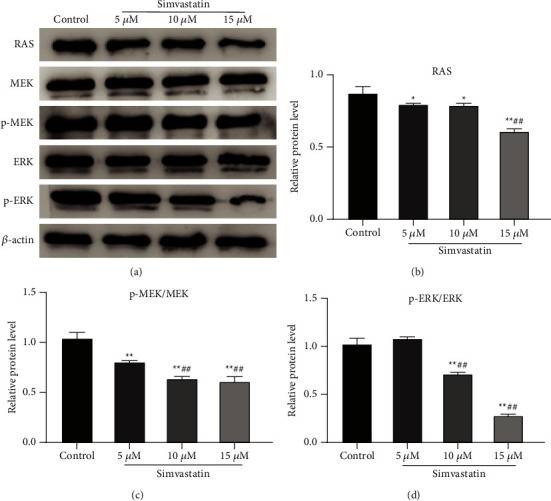 Simvastatin
Control 5 μM 10 μM 15 μM
RAS
MEK
p-MEK
ERK
p-ERK
β-actin
(a)
RAS
Relative protein level
1.0
0.5
0.0
* * **##
Control 5 μM 10 μM 15 μM
Simvastatin
(b)
p-MEK/MEK
Relative protein level
1.5
1.0
0.5
0.0
** **## **##
Control 5 μM 10 μM 15 μM
Simvastatin
(c)
p-ERK/ERK
Relative protein level
1.5
1.0
0.5
0.0
**## **##
Control 5 μM 10 μM 15 μM
Simvastatin
(d)